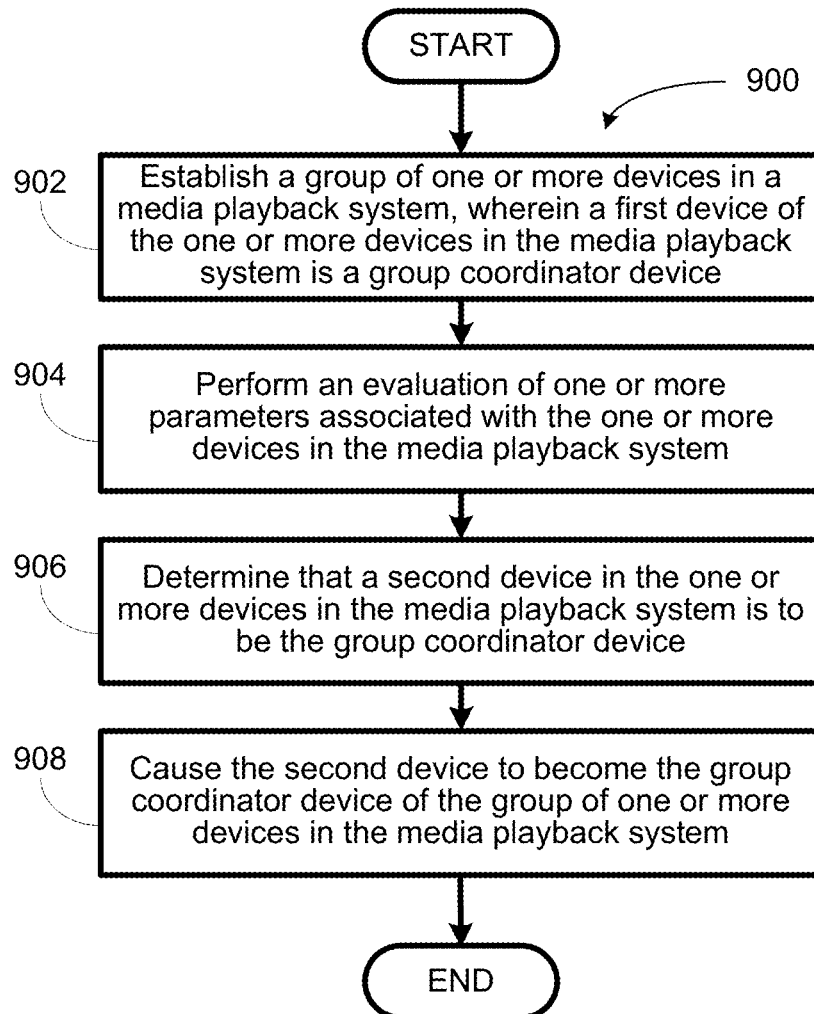 START
900
902
Establish a group of one or more devices in a
media playback system, wherein a first device of
the one or more devices in the media playback
system is a group coordinator device
904
Perform an evaluation of one or more
parameters associated with the one or more
devices in the media playback system
906
Determine that a second device in the one or
more devices in the media playback system is to
be the group coordinator device
908
Cause the second device to become the group
coordinator device of the group of one or more
devices in the media playback system
END